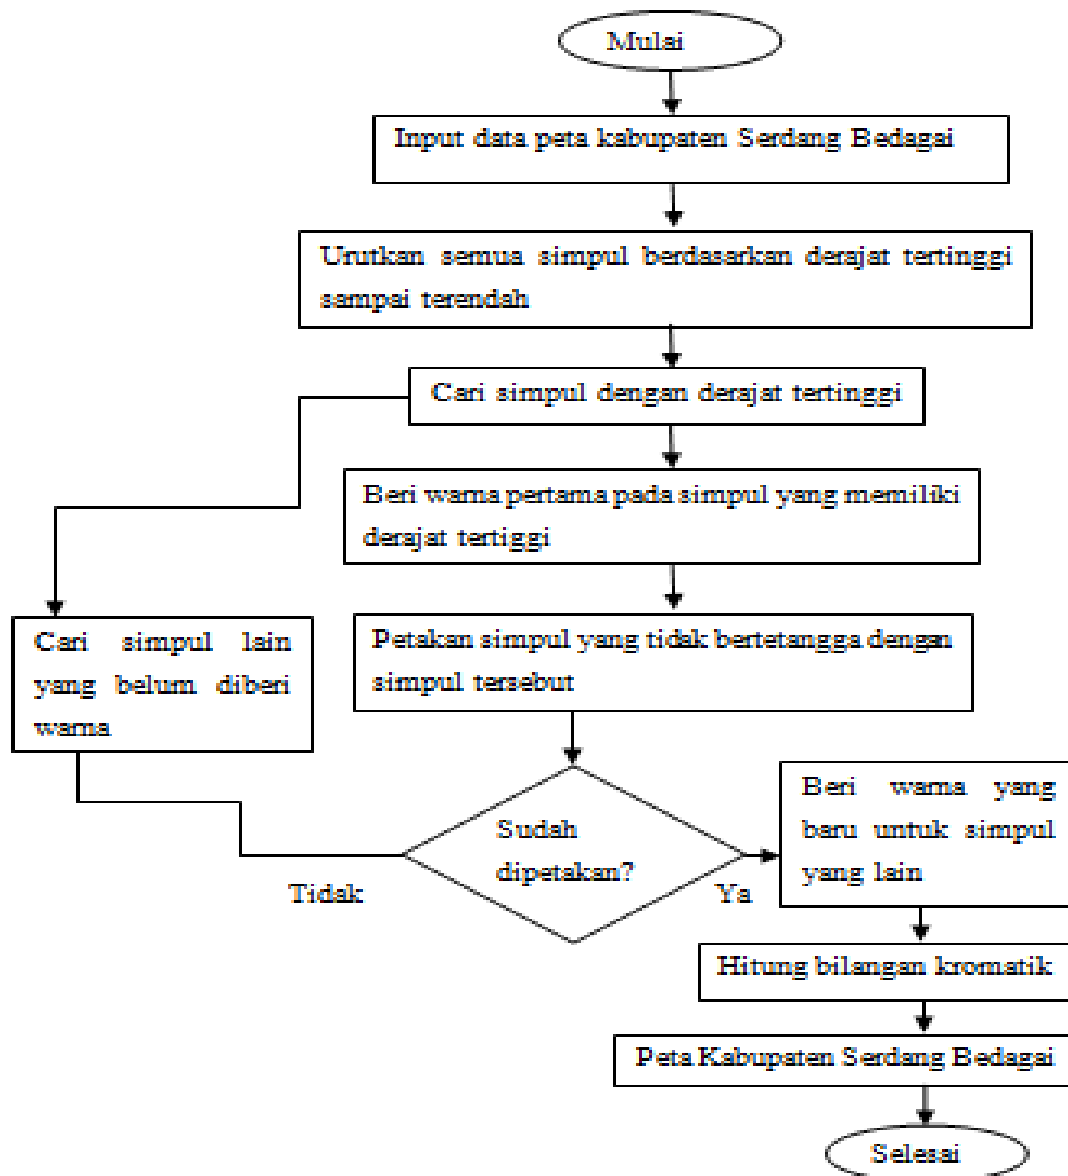 Mulai
Input data peta kabupaten Serdang Bedagai
Urutkan semua simpul berdasarkan derajat tertinggi
sampai terendah
Cari simpul dengan derajat tertinggi
Beri warna pertama pada simpul yang memiliki
derajat tertiggi
Cari simpul lain
yang belum diberi
warna
Petakan simpul yang tidak bertetangga dengan
simpul tersebut
Sudah
dipetakan?
Tidak
Ya
Beri warna yang
baru untuk simpul
yang lain
Hitung bilangan kromatik
Peta Kabupaten Serdang Bedagai
Selesai